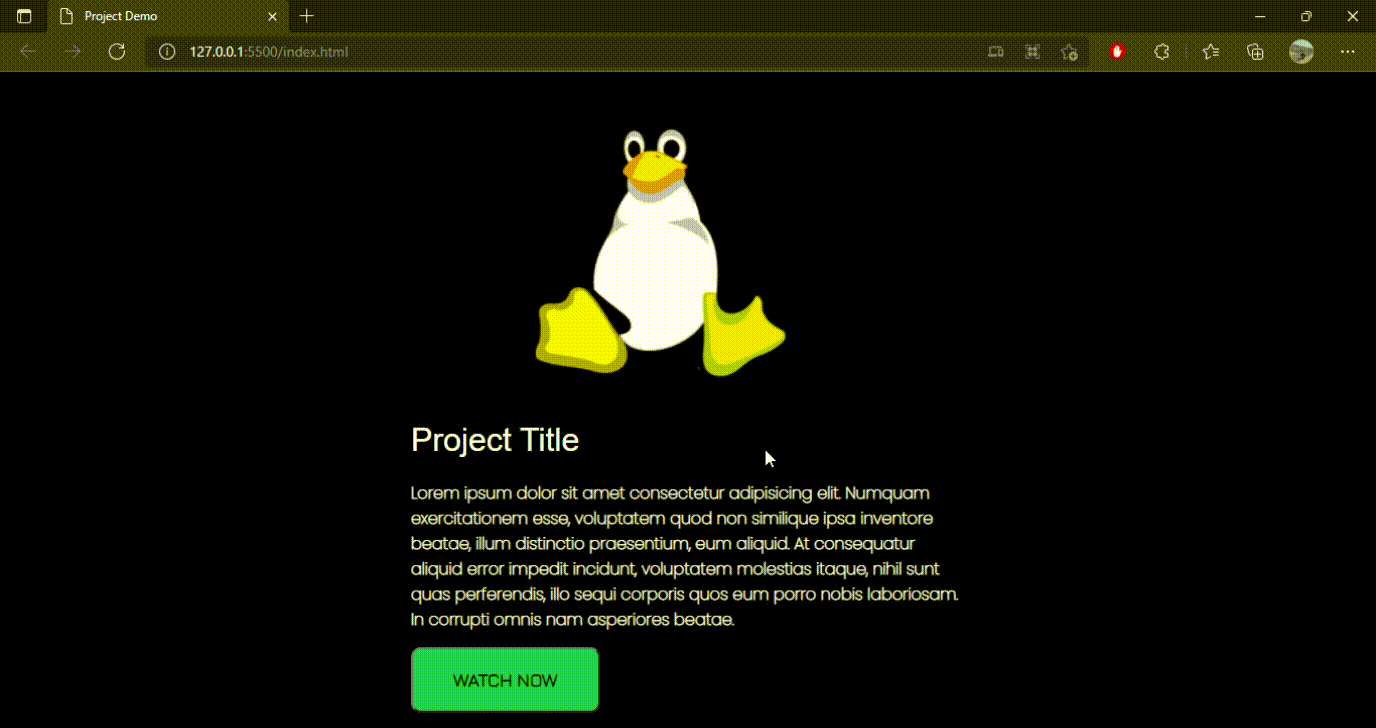 Project Demo
127.0.0.1:5500/index.html
Project Title
Lorem ipsum dolor sit amet consectetur adipisicing elit. Numquam
exercitationem esse, voluptatem quod non similique ipsa inventore
beatae, illum distinctio praesentium, eum aliquid. At consequatur
aliquid error impedit incidunt, voluptatem molestias itaque, nihil sunt
quas perferendis, illo sequi corporis quos eum porro nobis laboriosam.
In corrupti omnis nam asperiores beatae.
WATCH NOW